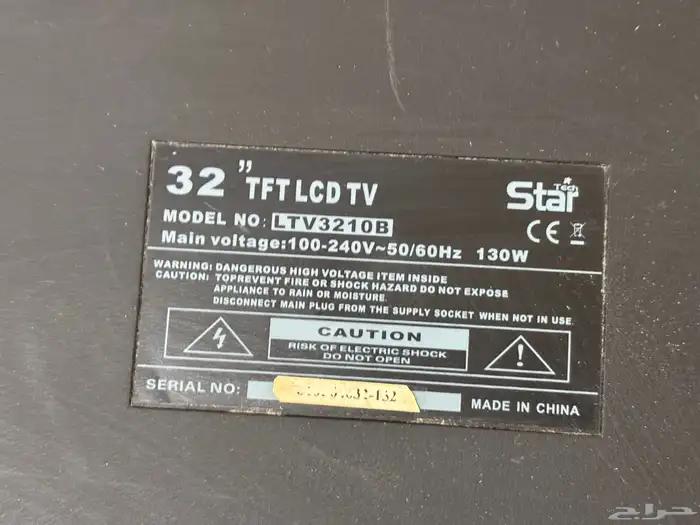 32" TFT LCD TV
Star Tech
MODEL NO: LTV3210B
CE
Main voltage:100-240V~50/60Hz 130W
WARNING: DANGEROUS HIGH VOLTAGE ITEM INSIDE
CAUTION: TOPREVENT FIRE OR SHOCK HAZARD DO NOT EXPOSE
APPLIANCE TO RAIN OR MOISTURE.
DISCONNECT MAIN PLUG FROM THE SUPPLY SOCKET WHEN NOT IN USE.
CAUTION
RISK OF ELECTRIC SHOCK
DO NOT OPEN
SERIAL NO:
MADE IN CHINA
حراج